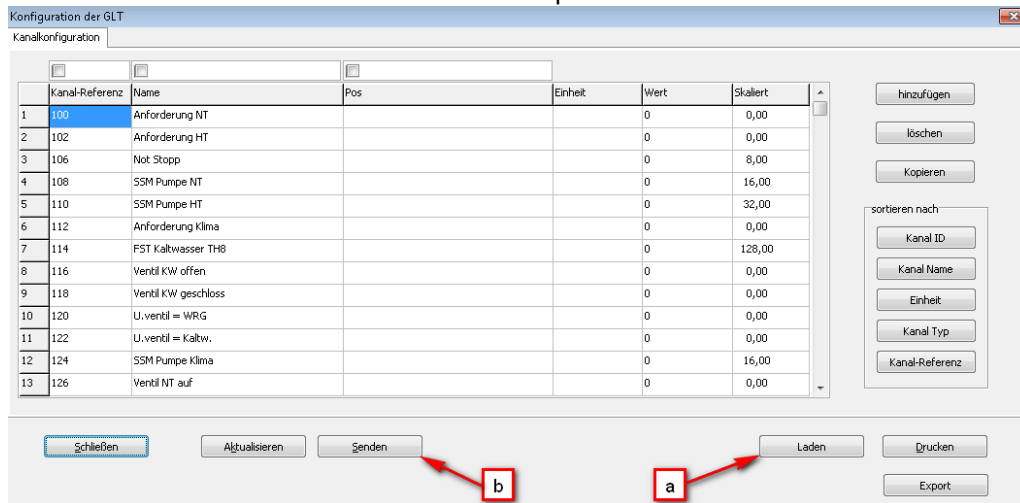 Konfiguration der GLT
Kanalkonfiguration
Kanal-Referenz Name Pos Einheit Wert Skaliert
1 100 Anforderung NT 0 0,00
2 102 Anforderung HT 0 0,00
3 106 Not Stopp 0 8,00
4 108 SSM Pumpe NT 0 16,00
5 110 SSM Pumpe HT 0 32,00
6 112 Anforderung Klima 0 0,00
7 114 FST Kaltwasser TH8 0 128,00
8 116 Ventil KW offen 0 0,00
9 118 Ventil KW geschloss 0 0,00
10 120 U.ventil = WRG 0 0,00
11 122 U.ventil = Kaltw. 0 0,00
12 124 SSM Pumpe Klima 0 16,00
13 126 Ventil NT auf 0 0,00
hinzufügen
löschen
Kopieren
sortieren nach
Kanal ID
Kanal Name
Einheit
Kanal Typ
Kanal-Referenz
Schließen Aktualisieren Senden Laden Drucken
b a
Export